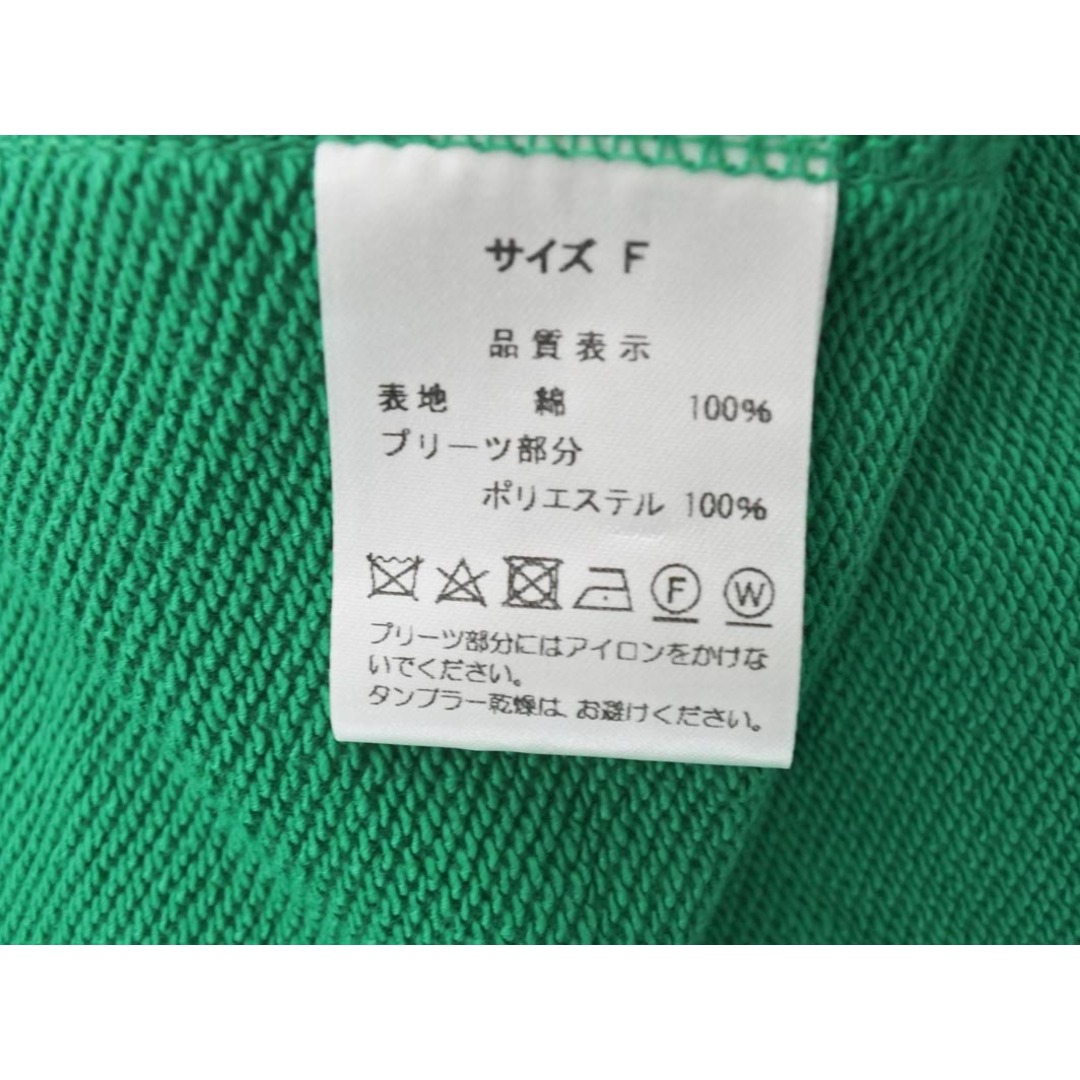 サイズ F
品質表示
表地 綿 100%
プリーツ部分
ポリエステル 100%
F W
プリーツ部分にはアイロンをかけな
いでください。
タンブラー乾燥は、お避けください。